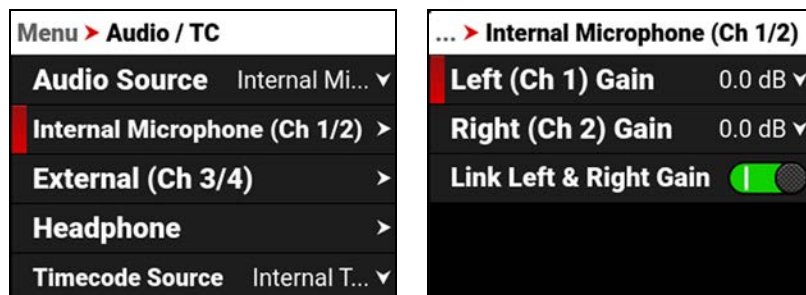 Menu > Audio / TC
Audio Source Internal Mi...
Internal Microphone (Ch 1/2) >
External (Ch 3/4) >
Headphone >
Timecode Source Internal T...
... > Internal Microphone (Ch 1/2)
Left (Ch 1) Gain 0.0 dB
Right (Ch 2) Gain 0.0 dB
Link Left & Right Gain